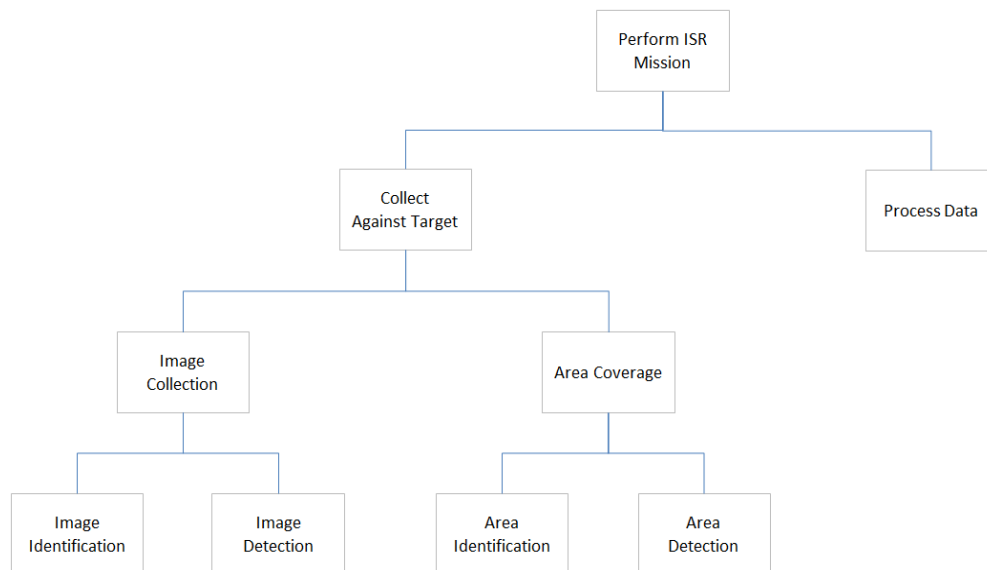 Perform ISR
Mission
Collect
Against Target
Process Data
Image
Collection
Area Coverage
Image
Identification
Image
Detection
Area
Identification
Area
Detection